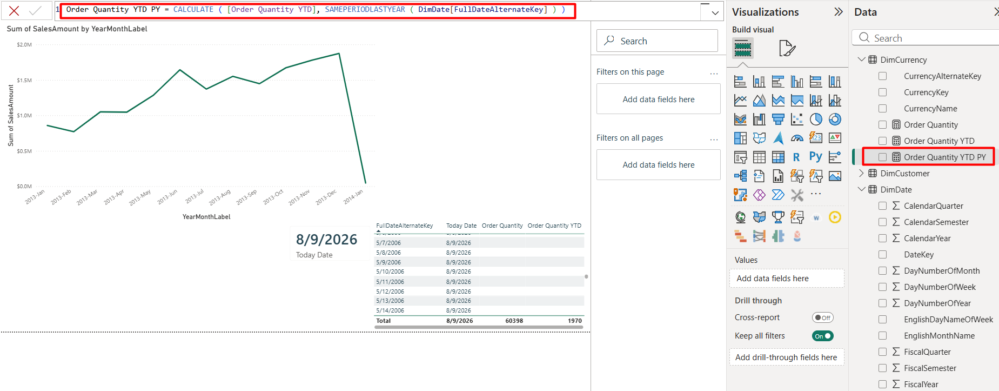 1 Order Quantity YTD PY = CALCULATE ( [Order Quantity YTD], SAMEPERIODLASTYEAR ( DimDate[FullDateAlternateKey] ) )
Sum of SalesAmount by YearMonthLabel
Sum of SalesAmount
$2.0M
$1.5M
$1.0M
$0.5M
$0.0M
2013-Jan
2013-Feb
2013-Mar
2013-Apr
2013-May
2013-Jun
2013-Jul
2013-Aug
2013-Sep
2013-Oct
2013-Nov
2013-Dec
2014-Jan
YearMonthLabel
8/9/2026
Today Date
FullDateAlternateKey Today Date Order Quantity Order Quantity YTD
5/7/2006 8/9/2026
5/8/2006 8/9/2026
5/9/2006 8/9/2026
5/10/2006 8/9/2026
5/11/2006 8/9/2026
5/12/2006 8/9/2026
5/13/2006 8/9/2026
5/14/2006 8/9/2026
Total 8/9/2026 60398 1970
Search
Filters on this page ...
Add data fields here
Filters on all pages ...
Add data fields here
Visualizations
Build visual
123
R
Py
A
...
W
Values
Add data fields here
Drill through
Cross-report Off
Keep all filters On
Add drill-through fields here
Data
Search
DimCurrency
CurrencyAlternateKey
CurrencyKey
CurrencyName
Order Quantity
Order Quantity YTD
Order Quantity YTD PY
DimCustomer
DimDate
CalendarQuarter
CalendarSemester
CalendarYear
DateKey
DayNumberOfMonth
DayNumberOfWeek
DayNumberOfYear
EnglishDayNameOfWeek
EnglishMonthName
FiscalQuarter
FiscalSemester
FiscalYear